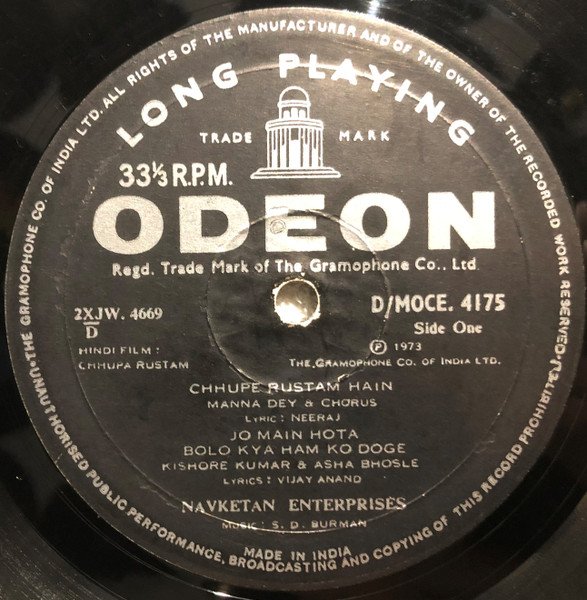 THE GRAMOPHONE CO. OF INDIA LTD. ALL RIGHTS OF THE MANUFACTURER AND OF THE OWNER OF THE RECORDED WORK RESERVED
UNAUTHORISED PUBLIC PERFORMANCE, BROADCASTING AND COPYING OF THIS RECORD PROHIBITED
LONG PLAYING
TRADE MARK
33⅓ R.P.M.
ODEON
Regd. Trade Mark of The Gramophone Co., Ltd.
2XJW. 4669
D
D/MOCE. 4175
Side One
HINDI FILM :
CHHUPA RUSTAM
Ⓟ 1973
THE GRAMOPHONE CO. OF INDIA LTD.
CHHUPE RUSTAM HAIN
MANNA DEY & CHORUS
LYRIC : NEERAJ
JO MAIN HOTA
BOLO KYA HAM KO DOGE
KISHORE KUMAR & ASHA BHOSLE
LYRICS : VIJAY ANAND
NAVKETAN ENTERPRISES
MUSIC : S. D. BURMAN
MADE IN INDIA